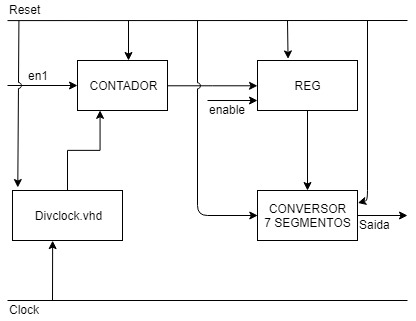 Reset
en1
CONTADOR
REG
enable
Divclock.vhd
CONVERSOR
7 SEGMENTOS
Saida
Clock